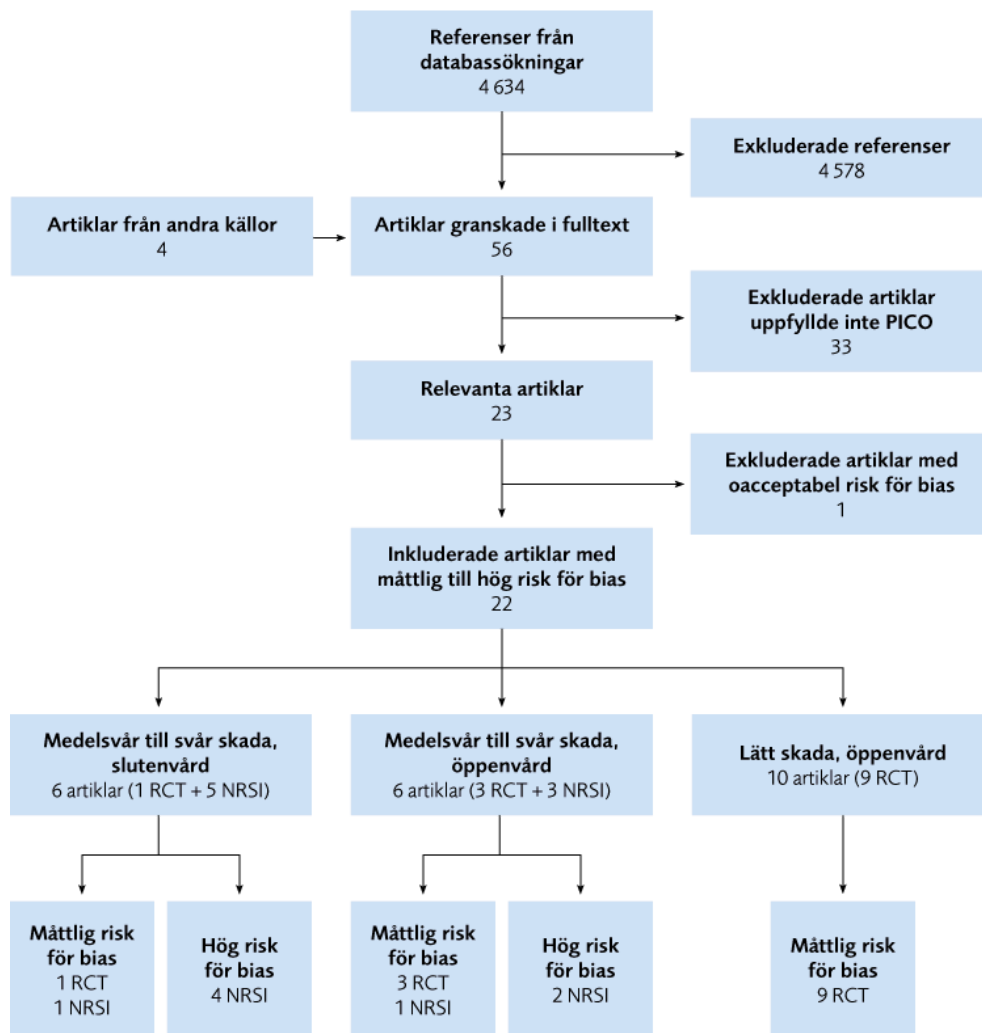 Referenser från
databassökningar
4 634
Exkluderade referenser
4 578
Artiklar från andra källor
4
Artiklar granskade i fulltext
56
Exkluderade artiklar
uppfyllde inte PICO
33
Relevanta artiklar
23
Exkluderade artiklar med
oacceptabel risk för bias
1
Inkluderade artiklar med
måttlig till hög risk för bias
22
Medelsvår till svår skada,
slutenvård
6 artiklar (1 RCT + 5 NRSI)
Medelsvår till svår skada,
öppenvård
6 artiklar (3 RCT + 3 NRSI)
Lätt skada, öppenvård
10 artiklar (9 RCT)
Måttlig risk
för bias
1 RCT
1 NRSI
Hög risk
för bias
4 NRSI
Måttlig risk
för bias
3 RCT
1 NRSI
Hög risk
för bias
2 NRSI
Måttlig risk
för bias
9 RCT